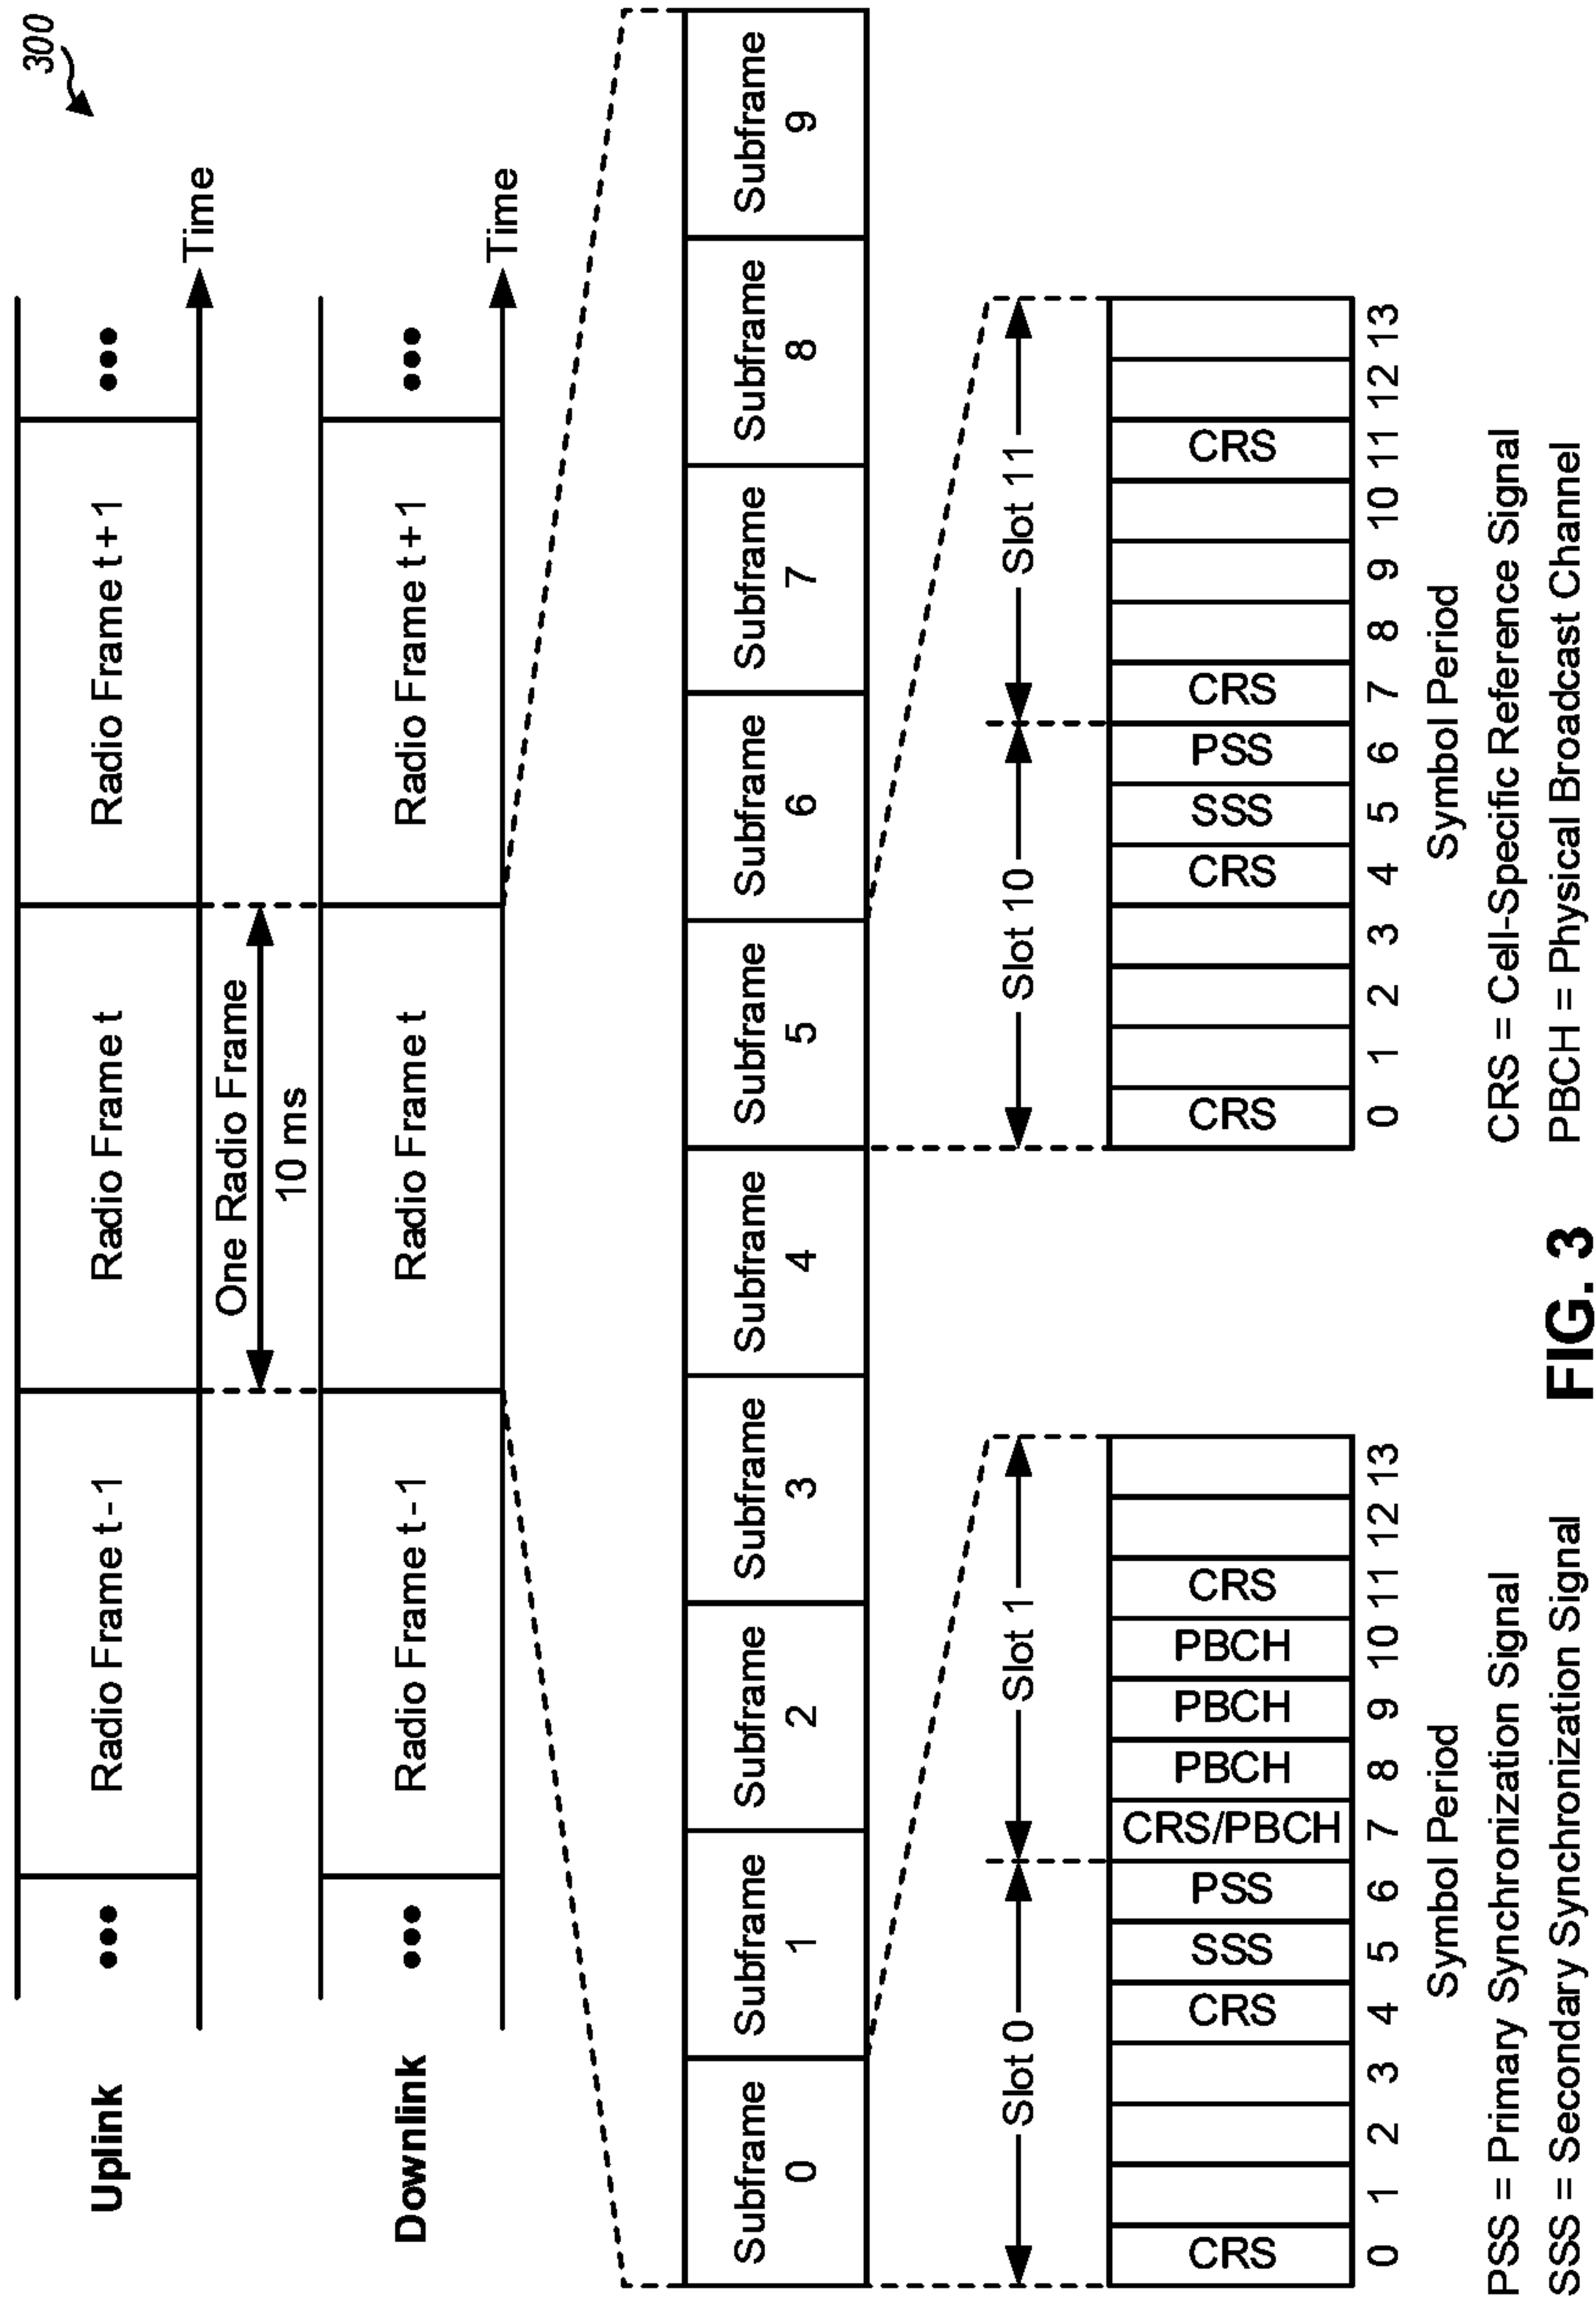 300
Uplink
••• Radio Frame t-1 Radio Frame t Radio Frame t+1 •••
Time
One Radio Frame
10 ms
Downlink
••• Radio Frame t-1 Radio Frame t Radio Frame t+1 •••
Time
Subframe Subframe Subframe Subframe Subframe Subframe Subframe Subframe Subframe Subframe
0 1 2 3 4 5 6 7 8 9
Slot 0 Slot 1
CRS CRS SSS PSS CRS/PBCH PBCH PBCH PBCH CRS
0 1 2 3 4 5 6 7 8 9 10 11 12 13
Symbol Period
Slot 10 Slot 11
CRS CRS SSS PSS CRS CRS
0 1 2 3 4 5 6 7 8 9 10 11 12 13
Symbol Period
PSS = Primary Synchronization Signal
SSS = Secondary Synchronization Signal
CRS = Cell-Specific Reference Signal
PBCH = Physical Broadcast Channel
FIG. 3